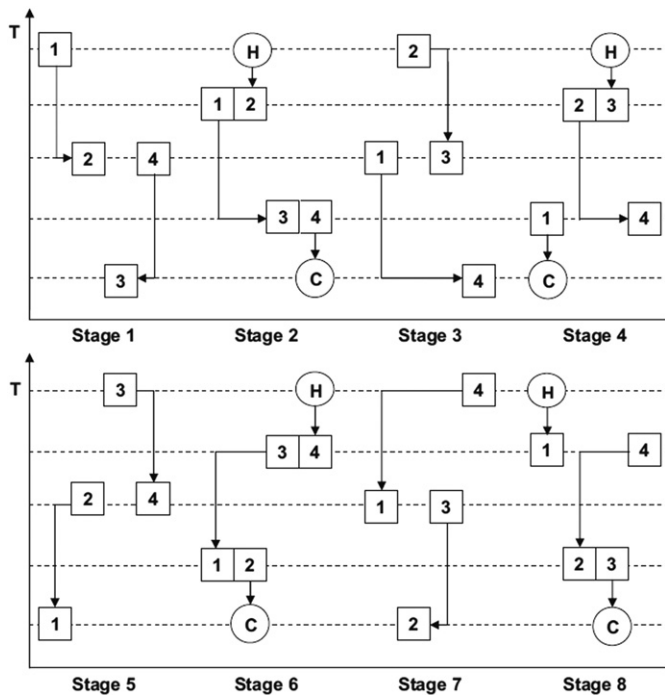 T
1 H 2 H
1 2 2 3
2 4 1 3
3 4 1 4
3 C 4 C
Stage 1 Stage 2 Stage 3 Stage 4
T
3 H 4 H
3 4 1 4
2 4 1 3
1 2 2 3
1 C 2 C
Stage 5 Stage 6 Stage 7 Stage 8